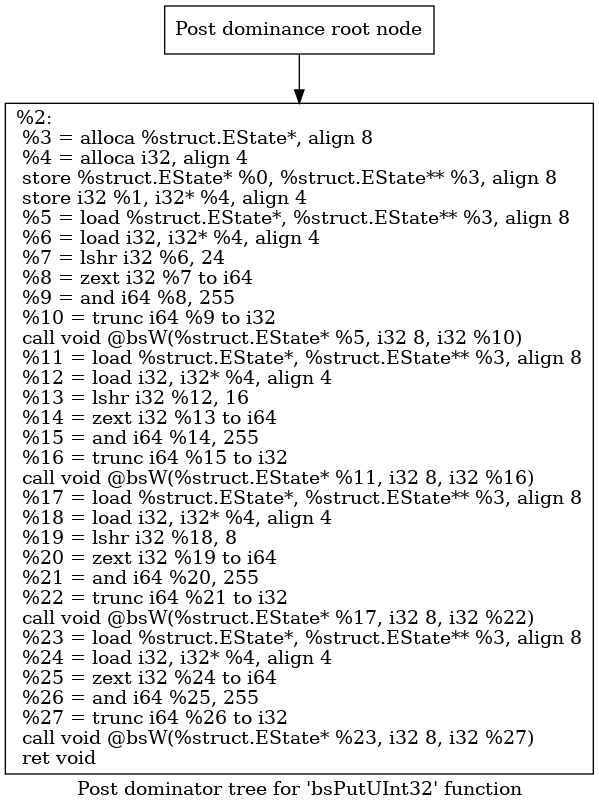 Post dominance root node
%2:
%3 = alloca %struct.EState*, align 8
%4 = alloca i32, align 4
store %struct.EState* %0, %struct.EState** %3, align 8
store i32 %1, i32* %4, align 4
%5 = load %struct.EState*, %struct.EState** %3, align 8
%6 = load i32, i32* %4, align 4
%7 = lshr i32 %6, 24
%8 = zext i32 %7 to i64
%9 = and i64 %8, 255
%10 = trunc i64 %9 to i32
call void @bsW(%struct.EState* %5, i32 8, i32 %10)
%11 = load %struct.EState*, %struct.EState** %3, align 8
%12 = load i32, i32* %4, align 4
%13 = lshr i32 %12, 16
%14 = zext i32 %13 to i64
%15 = and i64 %14, 255
%16 = trunc i64 %15 to i32
call void @bsW(%struct.EState* %11, i32 8, i32 %16)
%17 = load %struct.EState*, %struct.EState** %3, align 8
%18 = load i32, i32* %4, align 4
%19 = lshr i32 %18, 8
%20 = zext i32 %19 to i64
%21 = and i64 %20, 255
%22 = trunc i64 %21 to i32
call void @bsW(%struct.EState* %17, i32 8, i32 %22)
%23 = load %struct.EState*, %struct.EState** %3, align 8
%24 = load i32, i32* %4, align 4
%25 = zext i32 %24 to i64
%26 = and i64 %25, 255
%27 = trunc i64 %26 to i32
call void @bsW(%struct.EState* %23, i32 8, i32 %27)
ret void
Post dominator tree for 'bsPutUInt32' function